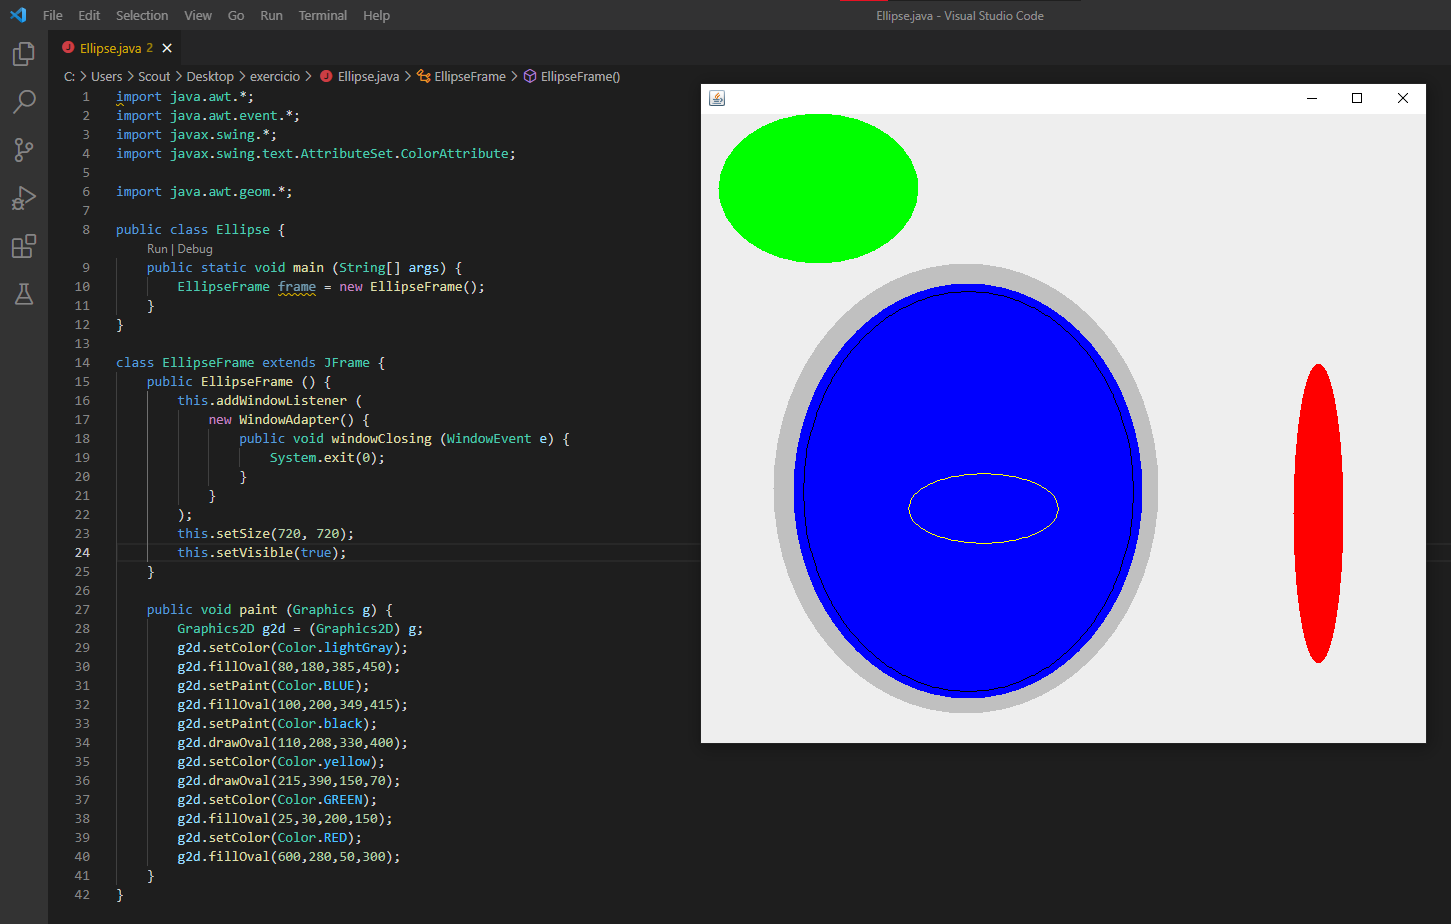 File Edit Selection View Go Run Terminal Help
Ellipse.java - Visual Studio Code
Ellipse.java 2
C: > Users > Scout > Desktop > exercicio > Ellipse.java > EllipseFrame > EllipseFrame()
1 import java.awt.*;
2 import java.awt.event.*;
3 import javax.swing.*;
4 import javax.swing.text.AttributeSet.ColorAttribute;
5
6 import java.awt.geom.*;
7
8 public class Ellipse {
Run | Debug
9 public static void main (String[] args) {
10 EllipseFrame frame = new EllipseFrame();
11 }
12 }
13
14 class EllipseFrame extends JFrame {
15 public EllipseFrame () {
16 this.addWindowListener (
17 new WindowAdapter() {
18 public void windowClosing (WindowEvent e) {
19 System.exit(0);
20 }
21 }
22 );
23 this.setSize(720, 720);
24 this.setVisible(true);
25 }
26
27 public void paint (Graphics g) {
28 Graphics2D g2d = (Graphics2D) g;
29 g2d.setColor(Color.lightGray);
30 g2d.fillOval(80,180,385,450);
31 g2d.setPaint(Color.BLUE);
32 g2d.fillOval(100,200,349,415);
33 g2d.setPaint(Color.black);
34 g2d.drawOval(110,208,330,400);
35 g2d.setColor(Color.yellow);
36 g2d.drawOval(215,390,150,70);
37 g2d.setColor(Color.GREEN);
38 g2d.fillOval(25,30,200,150);
39 g2d.setColor(Color.RED);
40 g2d.fillOval(600,280,50,300);
41 }
42 }